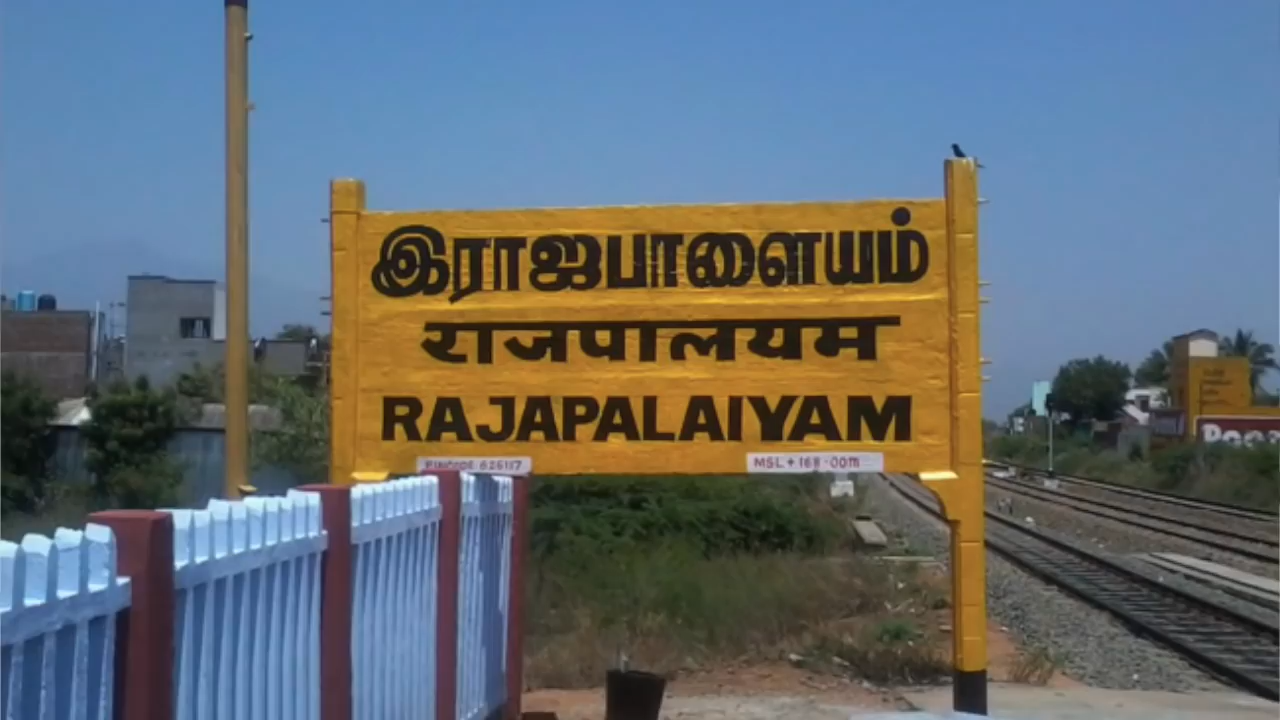 இராஜபாளையம்
राजपालयम
RAJAPALAIYAM
PINCODE 626117
MSL + 168.00m